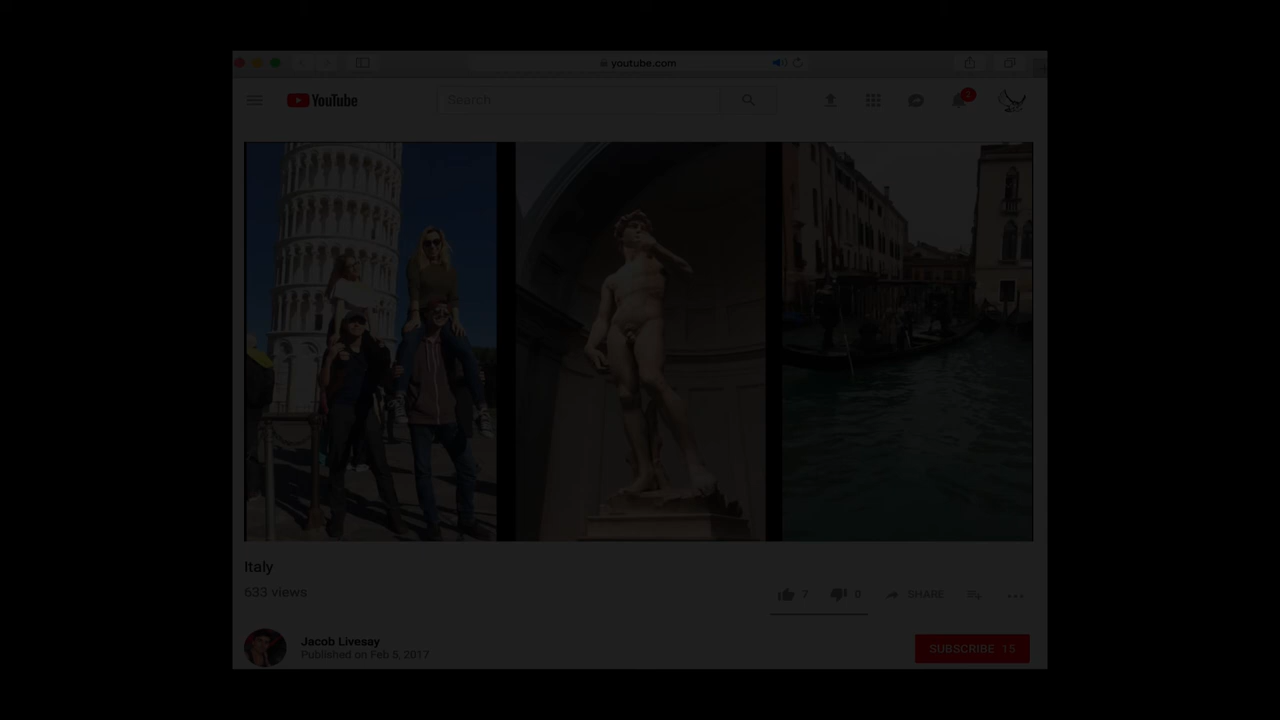 youtube.com
YouTube
Search
2
Italy
633 views
7 0 SHARE
Jacob Livesay
Published on Feb 5, 2017
SUBSCRIBE 15